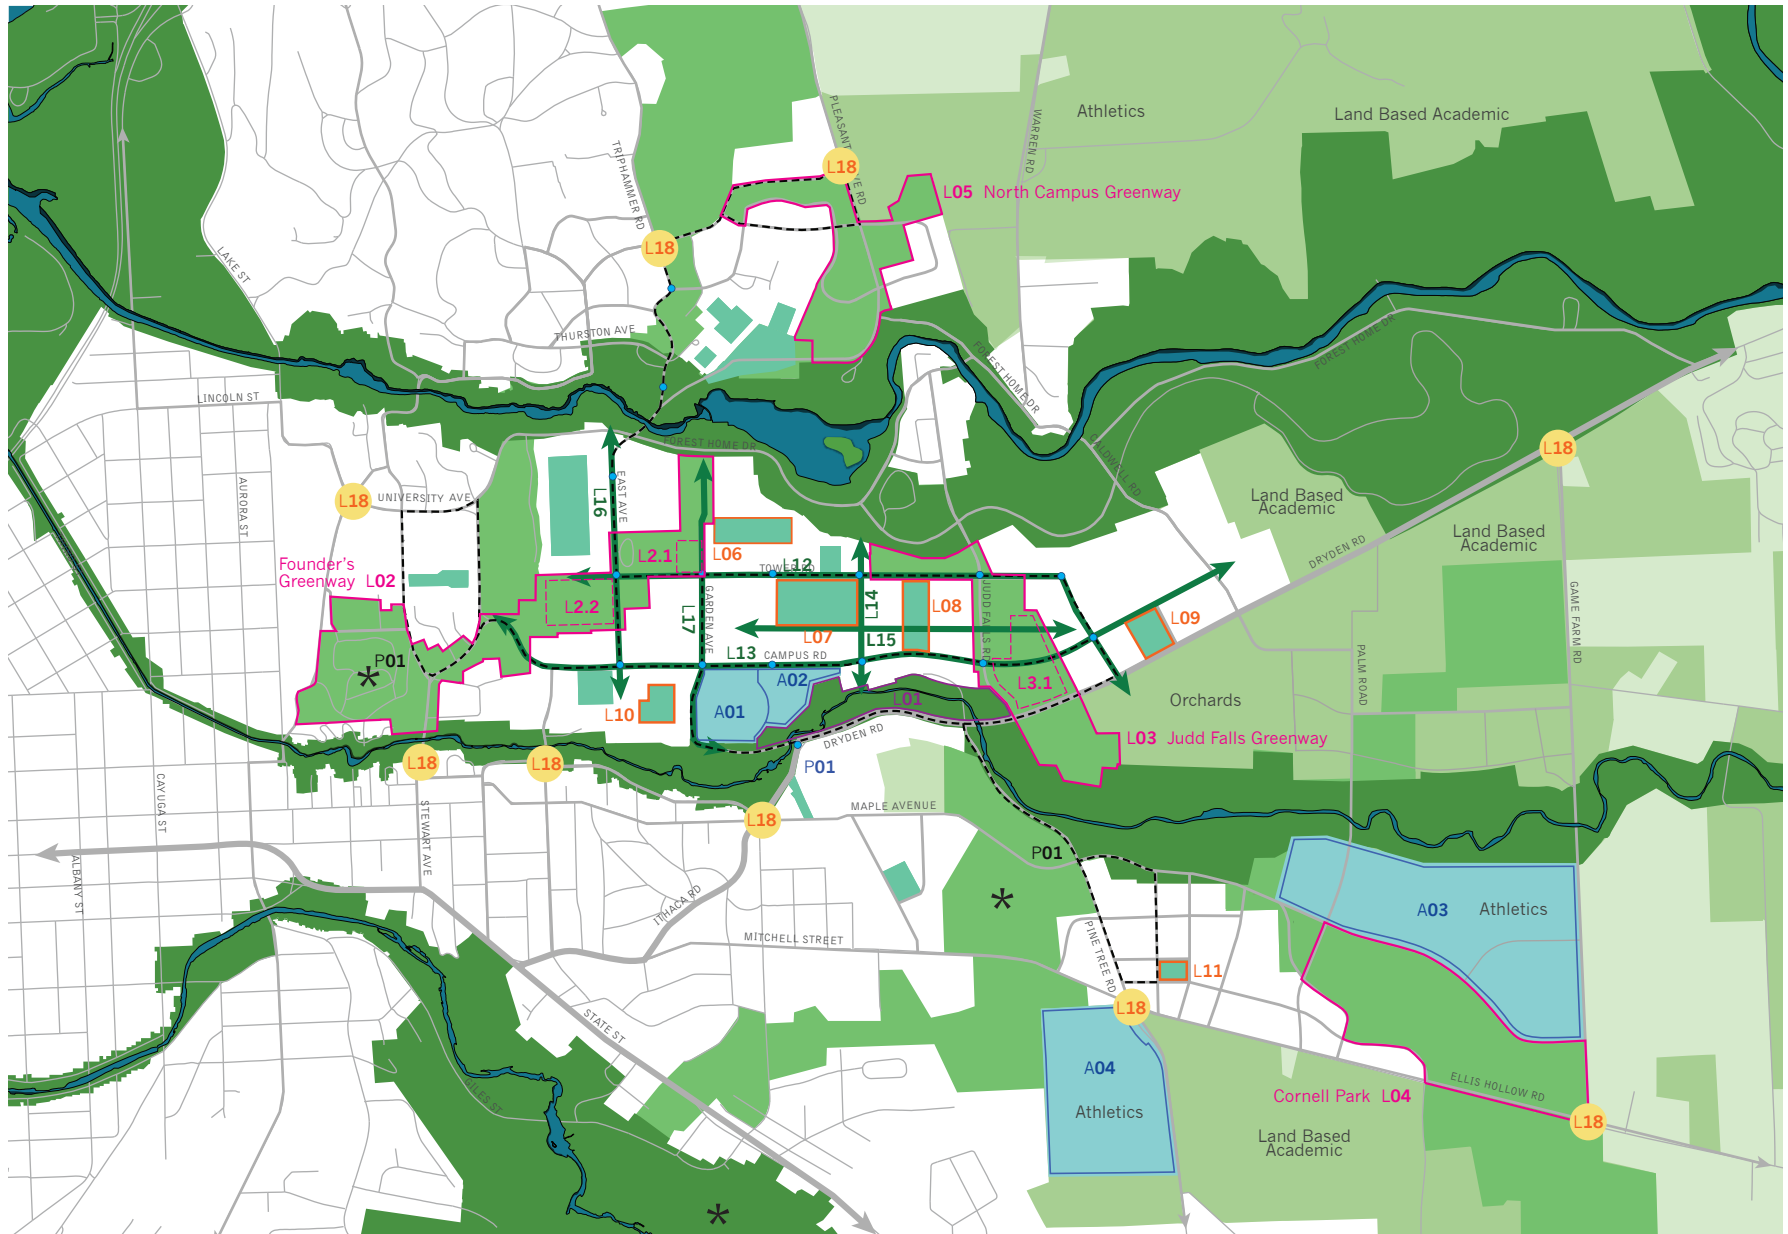 Athletics
Land Based Academic
PLEASANT
VE RD
WARREN RD
TRIPHAMMER RD
L18
L05 North Campus Greenway
L18
LAKE ST
THURSTON AVE
FOREST HOME DR
FOREST HOME DR
LINCOLN ST
FOREST HOME DR
CALDWELL RD
L18
AURORA ST
L18
UNIVERSITY AVE
L16
EAST AVE
Land Based
Academic
Land Based
Academic
L2.1
L06
DRYDEN RD
Founder's
Greenway L02
L12
TOWER RD
L2.2
L17
GARDEN AVE
L14
L08
JUDD FALLS RD
GAME FARM RD
L07
L15
L09
L13
CAMPUS RD
P01
*
A02
L3.1
PALM ROAD
L10
A01
L01
Orchards
DRYDEN RD
L03 Judd Falls Greenway
L18
L18
P01
CAYUGA ST
STEWART AVE
L18
MAPLE AVENUE
ALBANY ST
P01
ITHACA RD
*
A03
Athletics
MITCHELL STREET
PINE TREE RD
L11
L18
STATE ST
A04
Athletics
GILES ST
Cornell Park L04
ELLIS HOLLOW RD
L18
Land Based
Academic
*